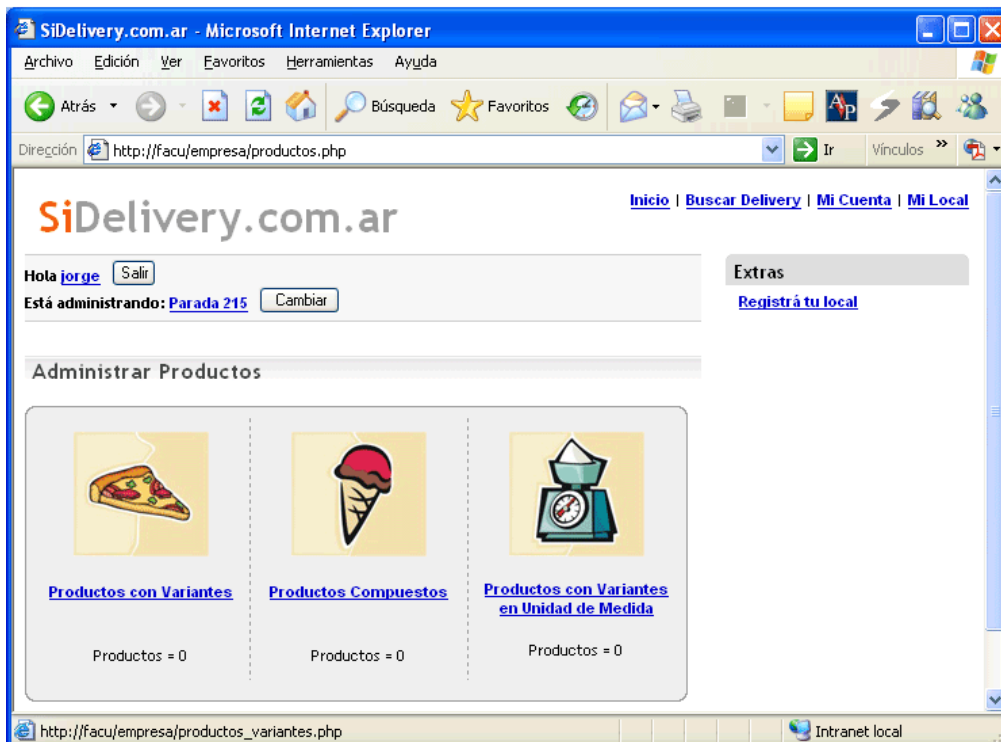 SiDelivery.com.ar - Microsoft Internet Explorer
Archivo Edición Ver Favoritos Herramientas Ayuda
Atrás Búsqueda Favoritos
Dirección http://facu/empresa/productos.php Ir Vínculos »
SiDelivery.com.ar
Inicio | Buscar Delivery | Mi Cuenta | Mi Local
Hola jorge Salir
Está administrando: Parada 215 Cambiar
Extras
Registrá tu local
Administrar Productos
Productos con Variantes
Productos = 0
Productos Compuestos
Productos = 0
Productos con Variantes
en Unidad de Medida
Productos = 0
http://facu/empresa/productos_variantes.php Intranet local